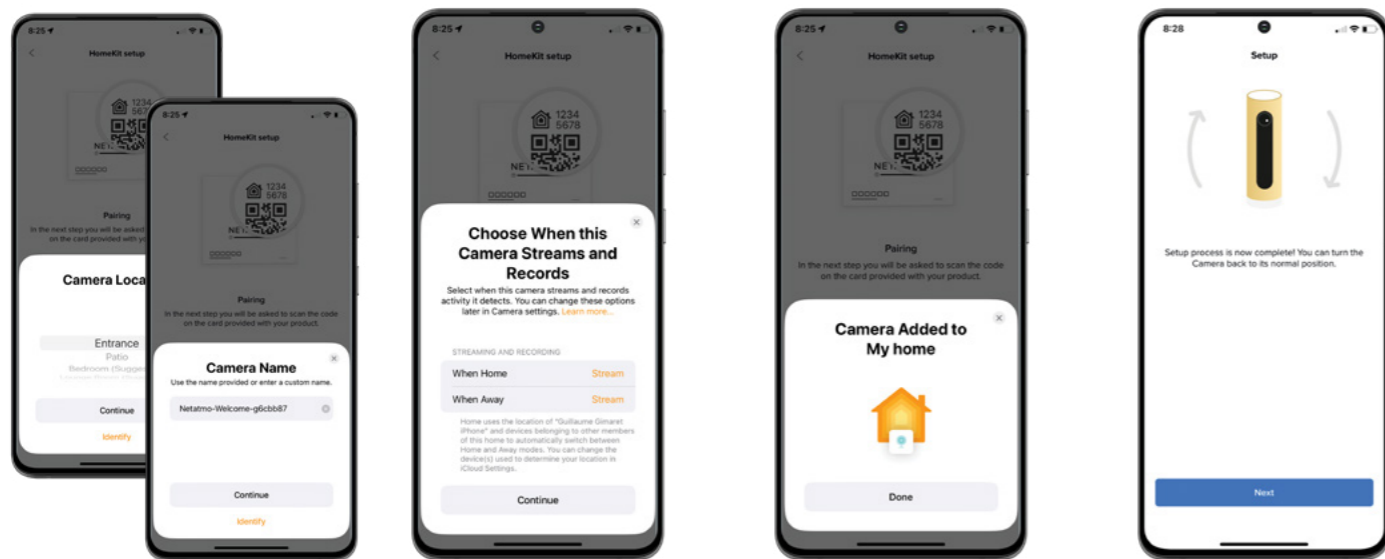 8:25
HomeKit setup
1234
5678
Pairing
In the next step you will be asked
on the card provided with
Camera Loca
Entrance
Patio
Bedroom
Continue
Identify
8:25
HomeKit setup
1234
5678
Pairing
In the next step you will be asked to scan the code
on the card provided with your product.
Camera Name
Use the name provided or enter a custom name.
Netatmo-Welcome-g6cbb87
Continue
Identify
8:25
HomeKit setup
1234
5678
Choose When this
Camera Streams and
Records
Select when this camera streams and records
activity it detects. You can change these options
later in Camera settings. Learn more...
STREAMING AND RECORDING
When Home Stream
When Away Stream
Home uses the location of "Guillaume Gimaret
iPhone" and devices belonging to other members
of this home to automatically switch between
Home and Away modes. You can change the
device(s) used to determine your location in
iCloud Settings.
Continue
8:25
HomeKit setup
1234
5678
Pairing
In the next step you will be asked to scan the code
on the card provided with your product.
Camera Added to
My home
Done
8:28
Setup
Setup process is now complete! You can turn the
Camera back to its normal position.
Next